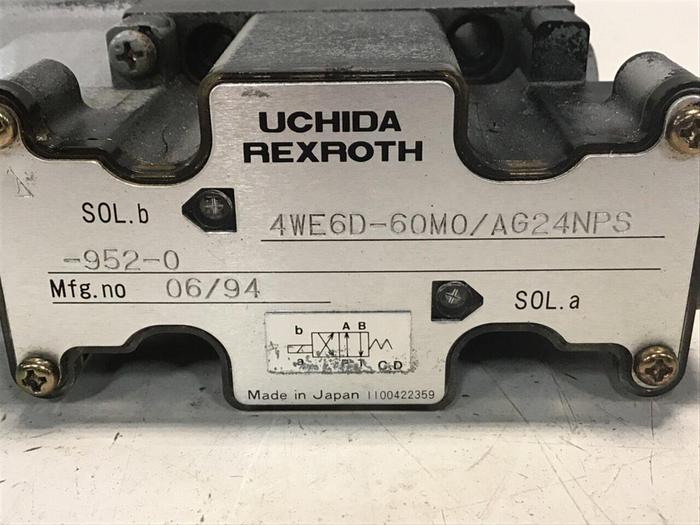 UCHIDA
REXROTH
SOL.b
4WE6D-60M0/AG24NPS
-952-0
Mfg.no 06/94
SOL.a
b A B
a P T C,D
Made in Japan 1100422359